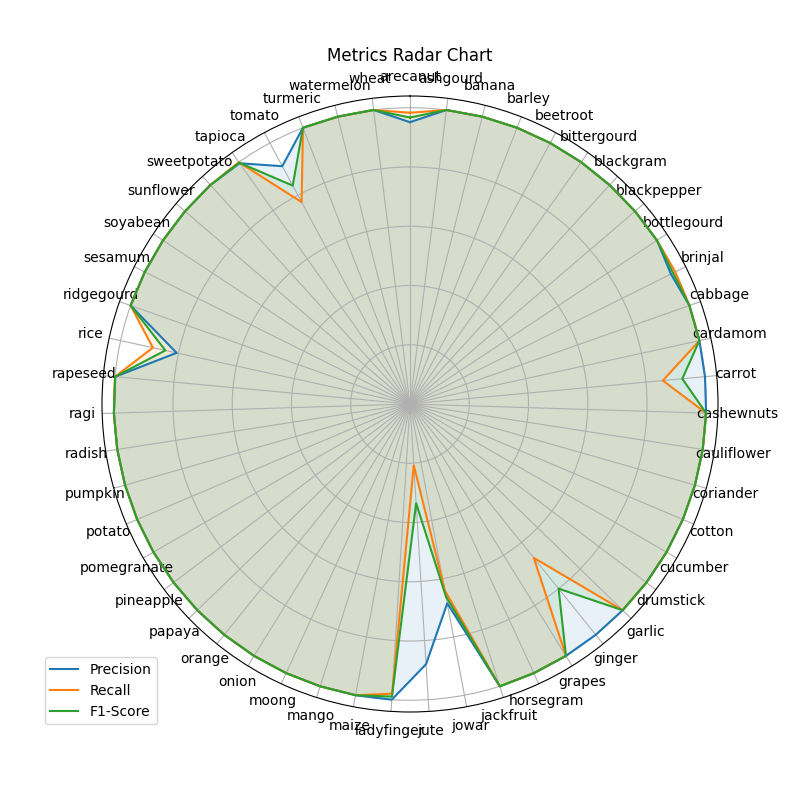 Metrics Radar Chart
arecanut
ashgourd
banana
barley
beetroot
bittergourd
blackgram
blackpepper
bottlegourd
brinjal
cabbage
cardamom
carrot
cashewnuts
cauliflower
coriander
cotton
cucumber
drumstick
garlic
ginger
grapes
horsegram
jackfruit
jowar
jute
ladyfinger
maize
mango
moong
onion
orange
papaya
pineapple
pomegranate
potato
pumpkin
radish
ragi
rapeseed
rice
ridgegourd
sesamum
soyabean
sunflower
sweetpotato
tapioca
tomato
turmeric
watermelon
wheat
Precision
Recall
F1-Score